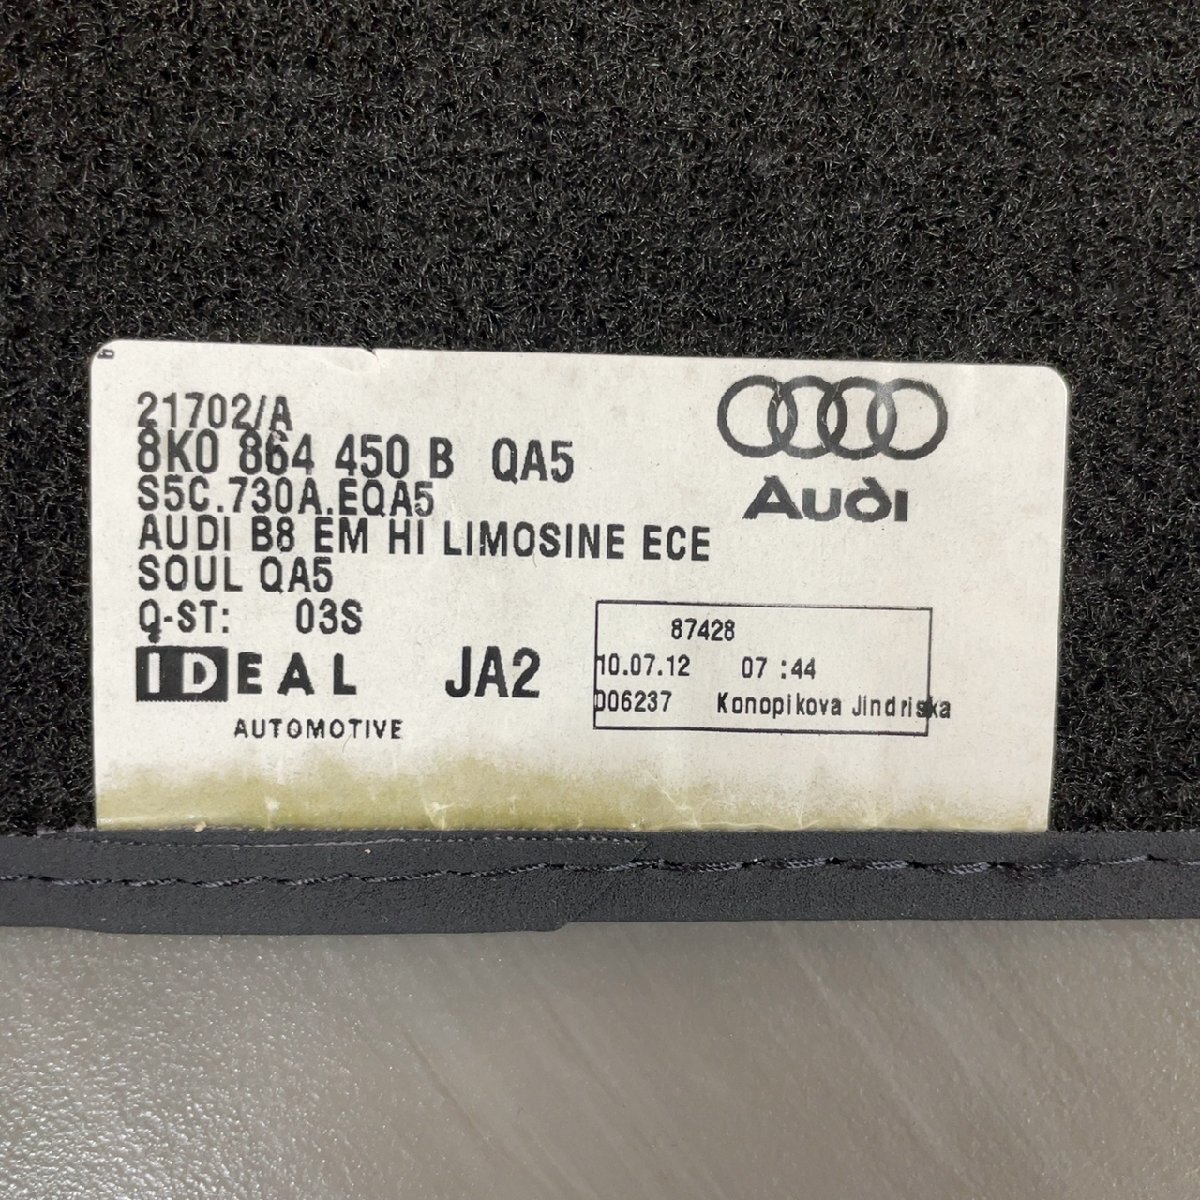 21702/A
8K0 864 450 B QA5
S5C.730A.EQA5
AUDI B8 EM HI LIMOSINE ECE
SOUL QA5
Q-ST: 03S
IDEAL
AUTOMOTIVE
JA2
Audi
87428
10.07.12 07 :44
006237 Konopikova Jindriska